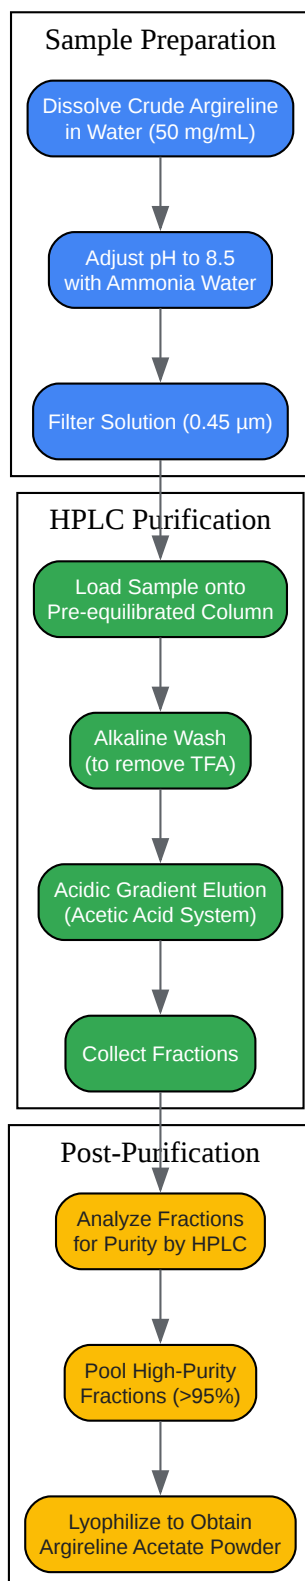 Sample Preparation
Dissolve Crude Argireline
in Water (50 mg/mL)
Adjust pH to 8.5
with Ammonia Water
Filter Solution (0.45 µm)
HPLC Purification
Load Sample onto
Pre-equilibrated Column
Alkaline Wash
(to remove TFA)
Acidic Gradient Elution
(Acetic Acid System)
Collect Fractions
Post-Purification
Analyze Fractions
for Purity by HPLC
Pool High-Purity
Fractions (>95%)
Lyophilize to Obtain
Argireline Acetate Powder